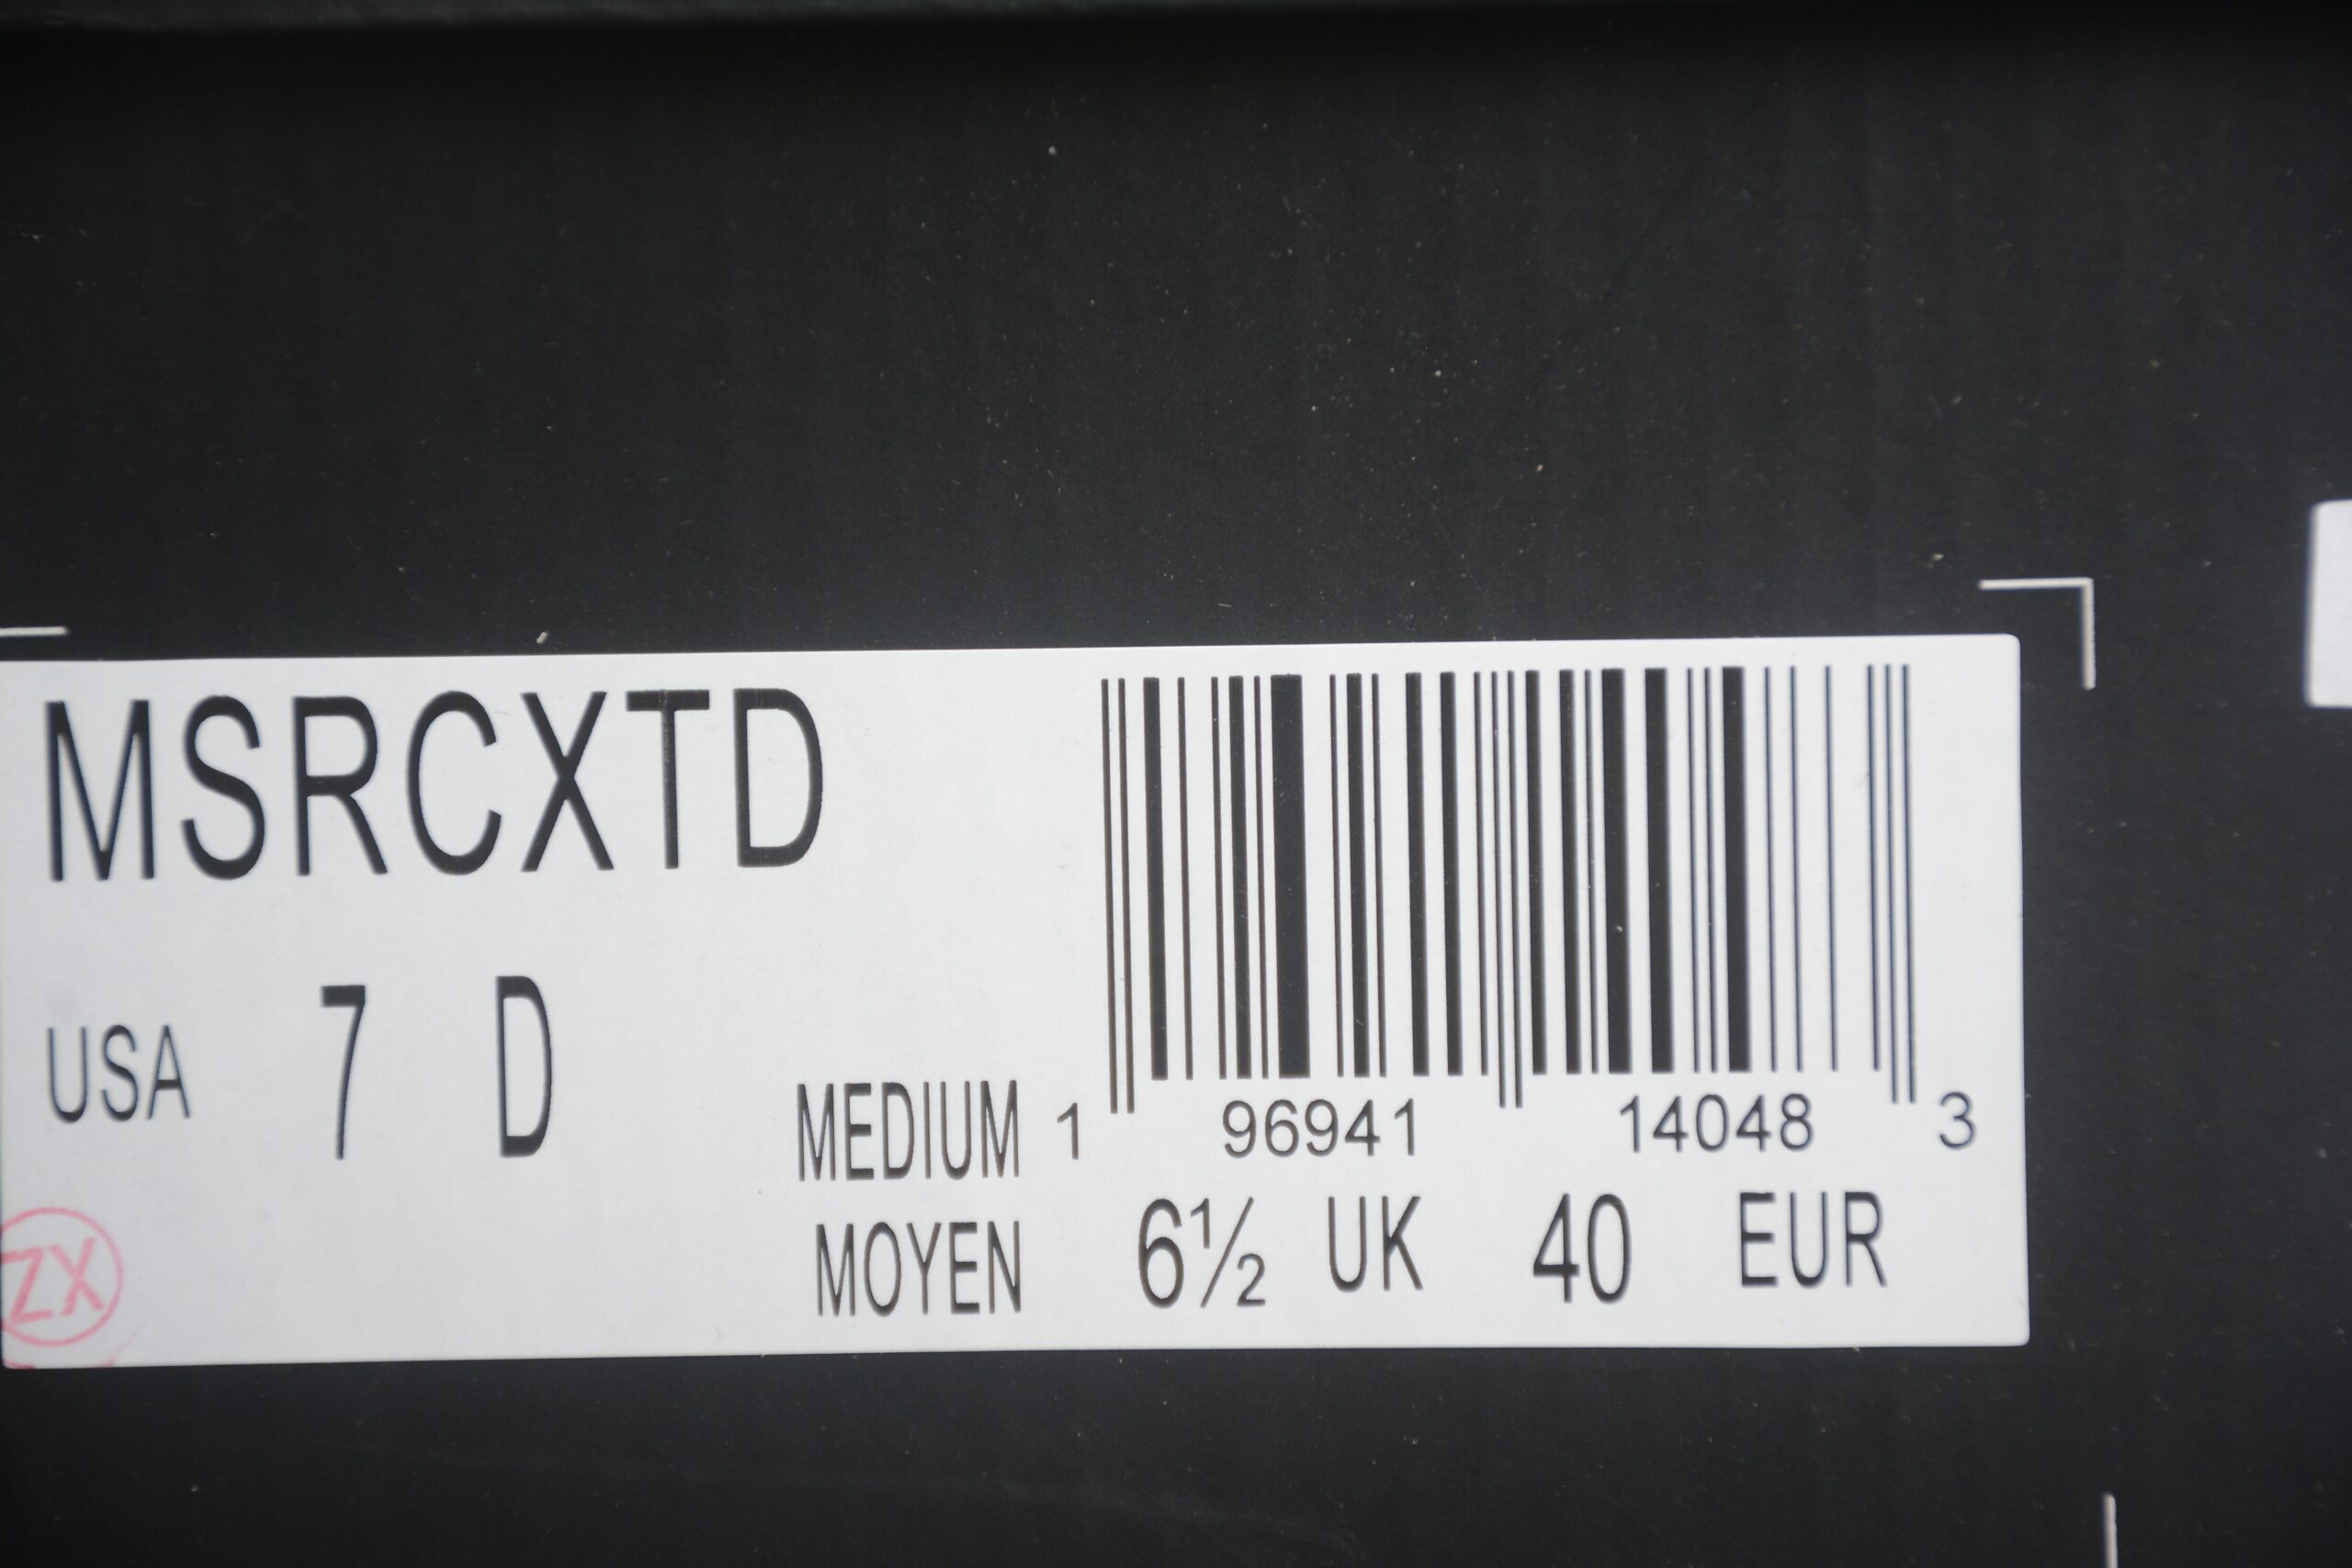 MSRCXTD
USA 7 D
MEDIUM
MOYEN
1 96941 14048 3
6½ UK 40 EUR
ZX